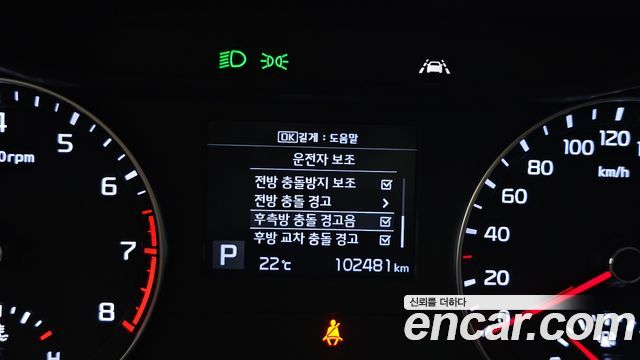 OK길게 : 도움말
운전자 보조
전방 충돌방지 보조
전방 충돌 경고
후측방 충돌 경고음
후방 교차 충돌 경고
P 22℃ 102481 km
4 5 6 7 8
rpm
H
20 40 60 80 100 120
km/h
신뢰를 더하다
encar.com